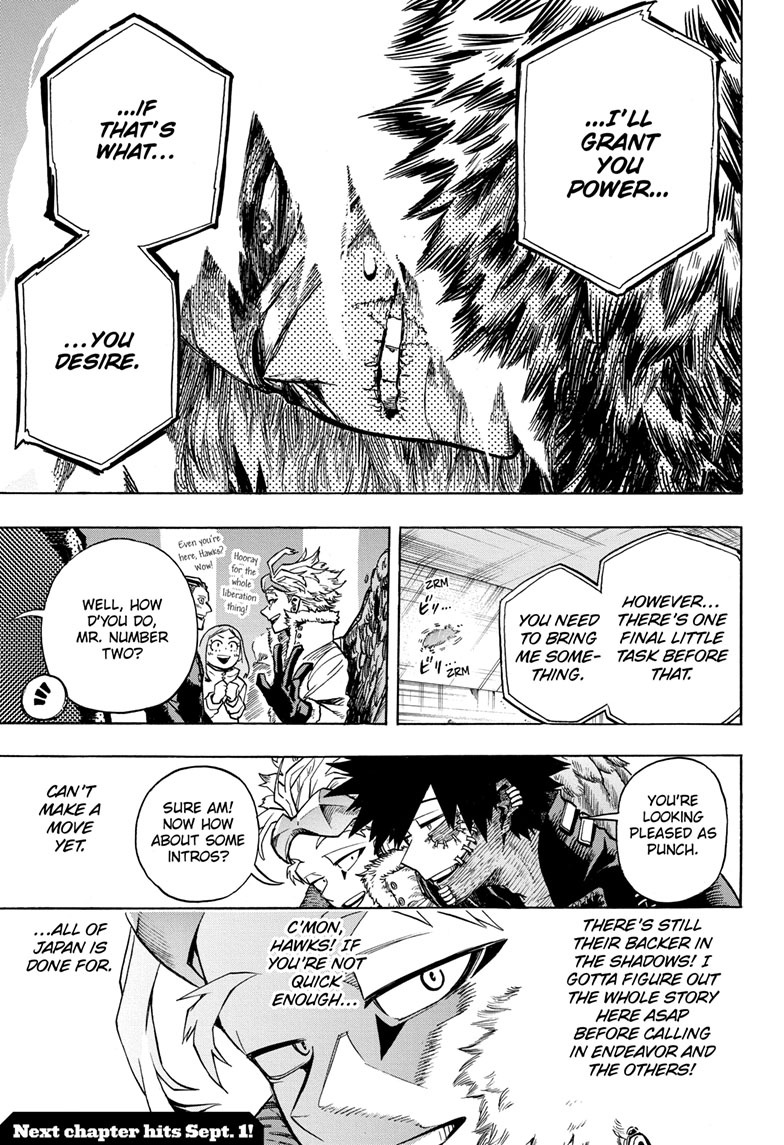 ...I'LL
GRANT
YOU
POWER...
...IF
THAT'S
WHAT...
...YOU
DESIRE.
HOWEVER...
THERE'S ONE
FINAL LITTLE
TASK BEFORE
THAT.
YOU NEED
TO BRING
ME SOME-
THING.
ZRM
ビリ...
ビリ...
ZRM
Hooray
for the
whole
liberation
thing!
Even you're
here, Hawks?
Wow!
WELL, HOW
D'YOU DO,
MR. NUMBER
TWO?
YOU'RE
LOOKING
PLEASED AS
PUNCH.
SURE AM!
NOW HOW
ABOUT SOME
INTROS?
CAN'T
MAKE A
MOVE
YET.
THERE'S STILL
THEIR BACKER IN
THE SHADOWS! I
GOTTA FIGURE OUT
THE WHOLE STORY
HERE ASAP
BEFORE CALLING
IN ENDEAVOR AND
THE OTHERS!
C'MON,
HAWKS! IF
YOU'RE NOT
QUICK
ENOUGH...
...ALL OF
JAPAN IS
DONE FOR.
Next chapter hits Sept. 1!